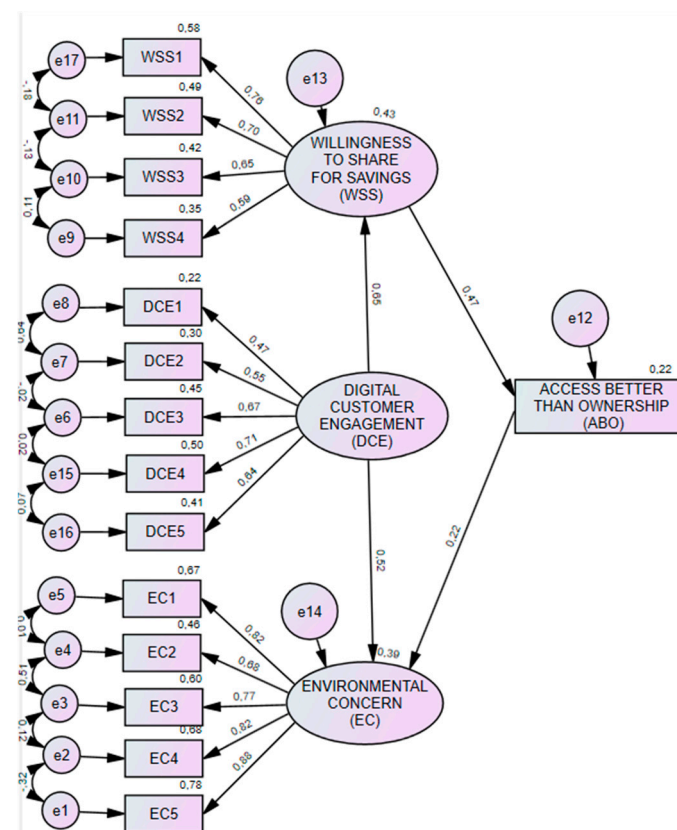 0,58
e17
WSS1
-,18
0,76
e13
0,49
e11
WSS2
0,70
0,43
WILLINGNESS
TO SHARE
FOR SAVINGS
(WSS)
-,13
0,42
e10
WSS3
0,65
0,11
0,35
e9
WSS4
0,59
0,22
e8
DCE1
0,47
0,65
0,47
e12
0,30
e7
DCE2
0,55
0,22
ACCESS BETTER
THAN OWNERSHIP
(ABO)
-,02
0,45
e6
DCE3
0,67
DIGITAL
CUSTOMER
ENGAGEMENT
(DCE)
0,02
0,50
e15
DCE4
0,71
0,07
0,41
e16
DCE5
0,64
0,52
0,22
0,67
e5
EC1
0,82
e14
0,01
0,46
e4
EC2
0,68
0,39
ENVIRONMENTAL
CONCERN
(EC)
0,51
0,60
e3
EC3
0,77
0,12
0,68
e2
EC4
0,82
-,32
0,78
e1
EC5
0,88